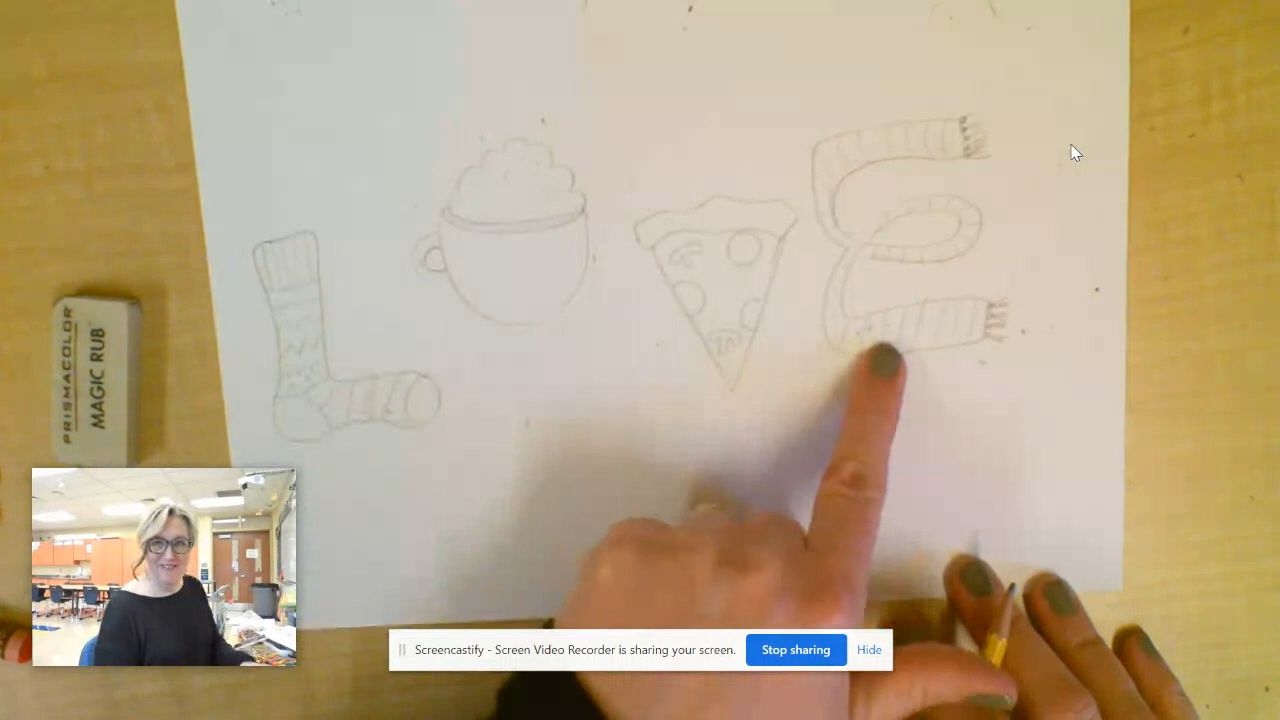 PRISMACOLOR
MAGIC RUB
Screencastify - Screen Video Recorder is sharing your screen.
Stop sharing
Hide